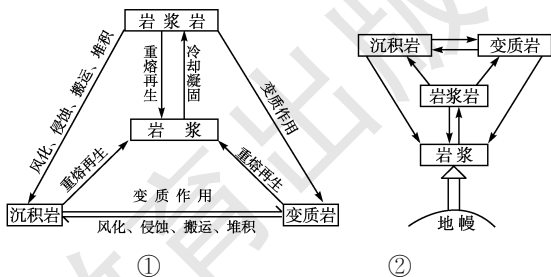 岩浆岩
重熔再生
冷却凝固
风化、侵蚀、搬运、堆积
变质作用
岩浆
重熔再生
重熔再生
变质作用
沉积岩
变质岩
风化、侵蚀、搬运、堆积
①
沉积岩
变质岩
岩浆岩
岩浆
地幔
②
育出版